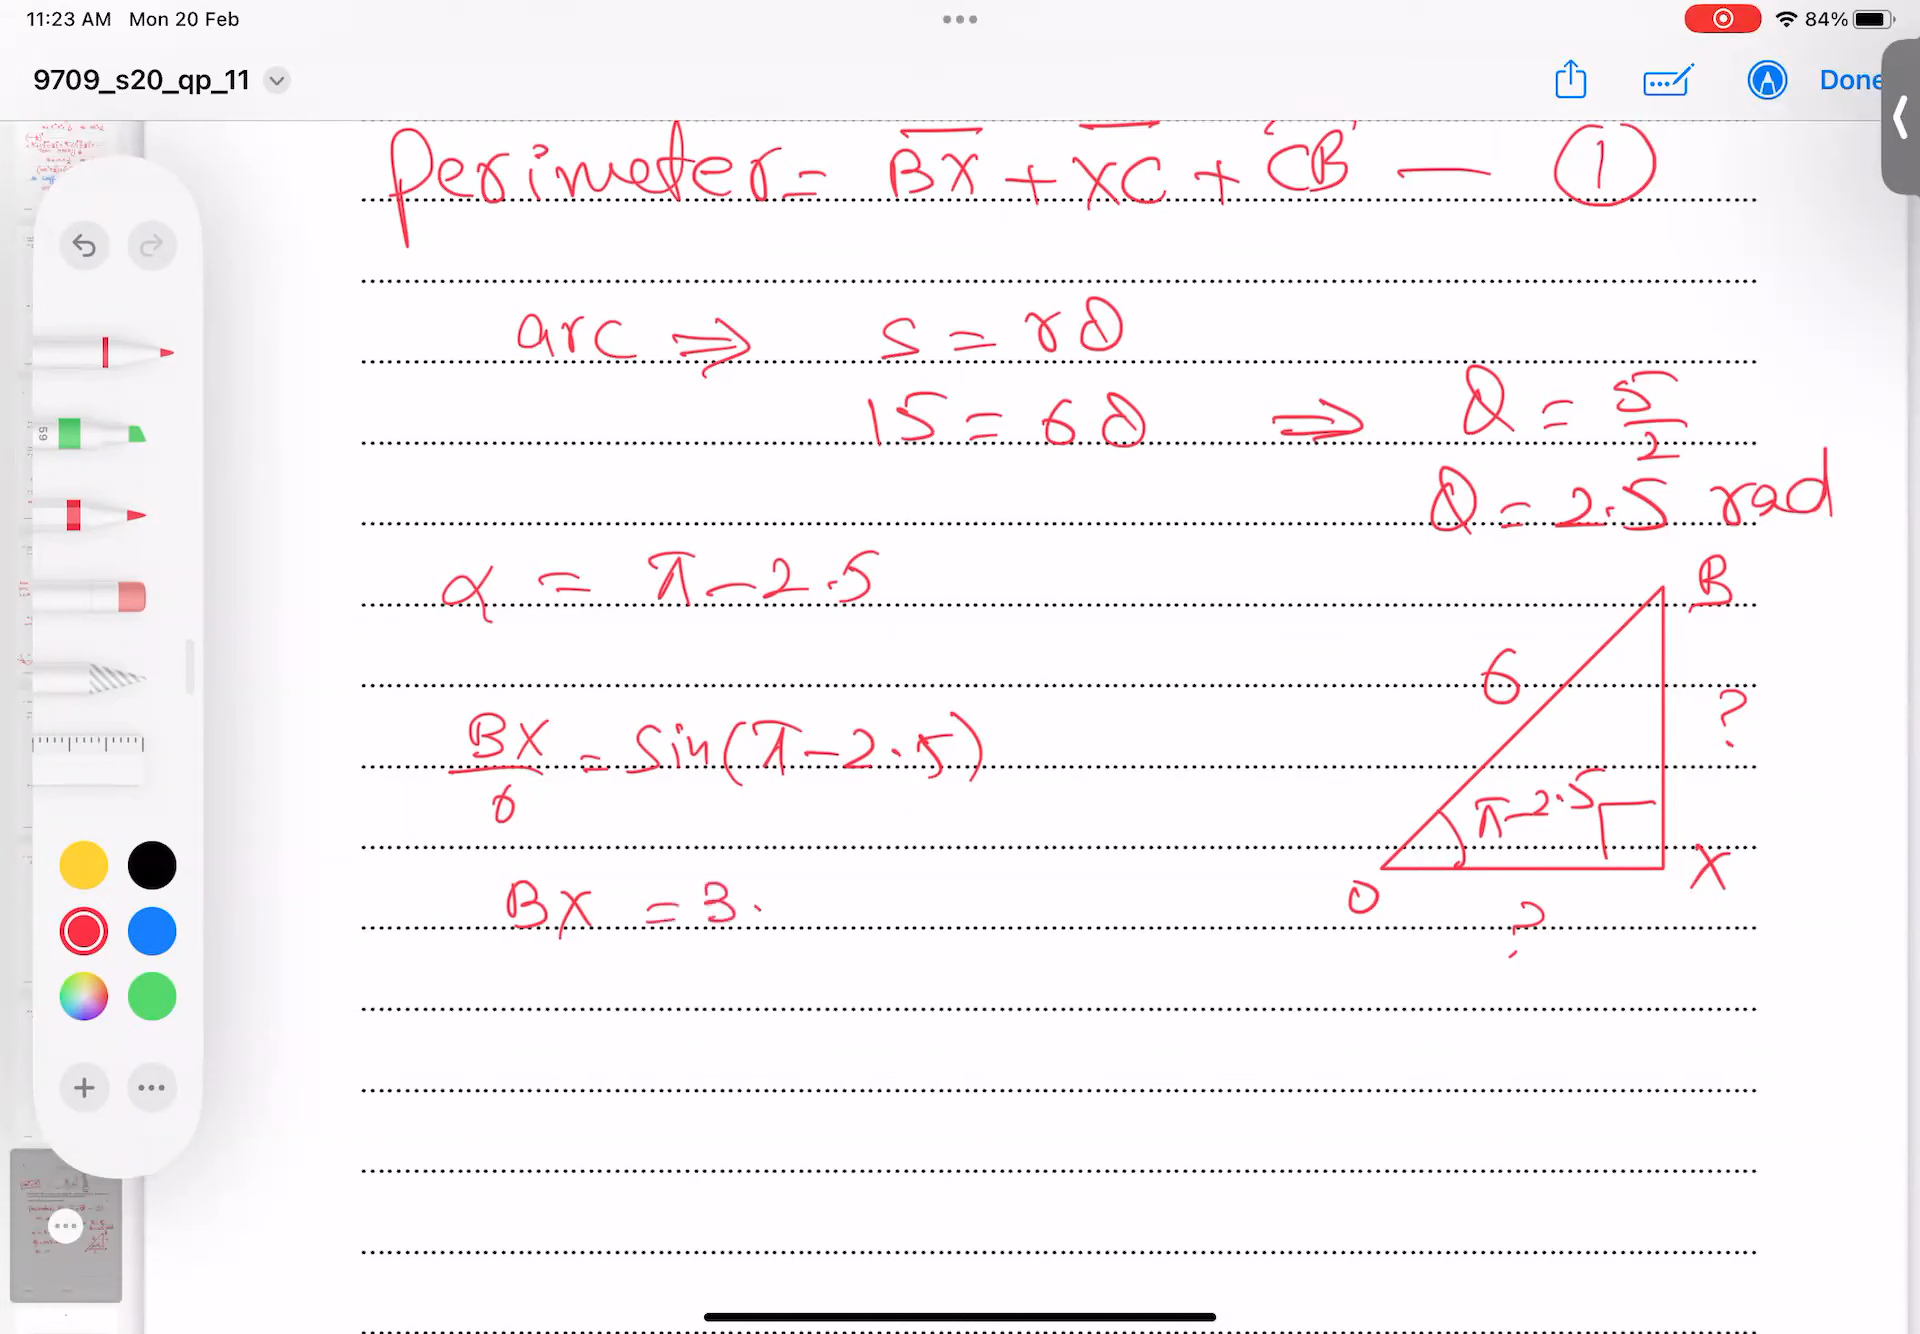 11:23 AM Mon 20 Feb
84%
9709_s20_qp_11
Done
Perimeter = BX + XC + CB — ①
arc ⇒ s = rθ
15 = 6θ ⇒ θ = 5/2
θ = 2.5 rad
α = π - 2.5
B
6
?
BX/6 = Sin(π - 2.5)
π - 2.5
O
X
?
BX = 3.
59